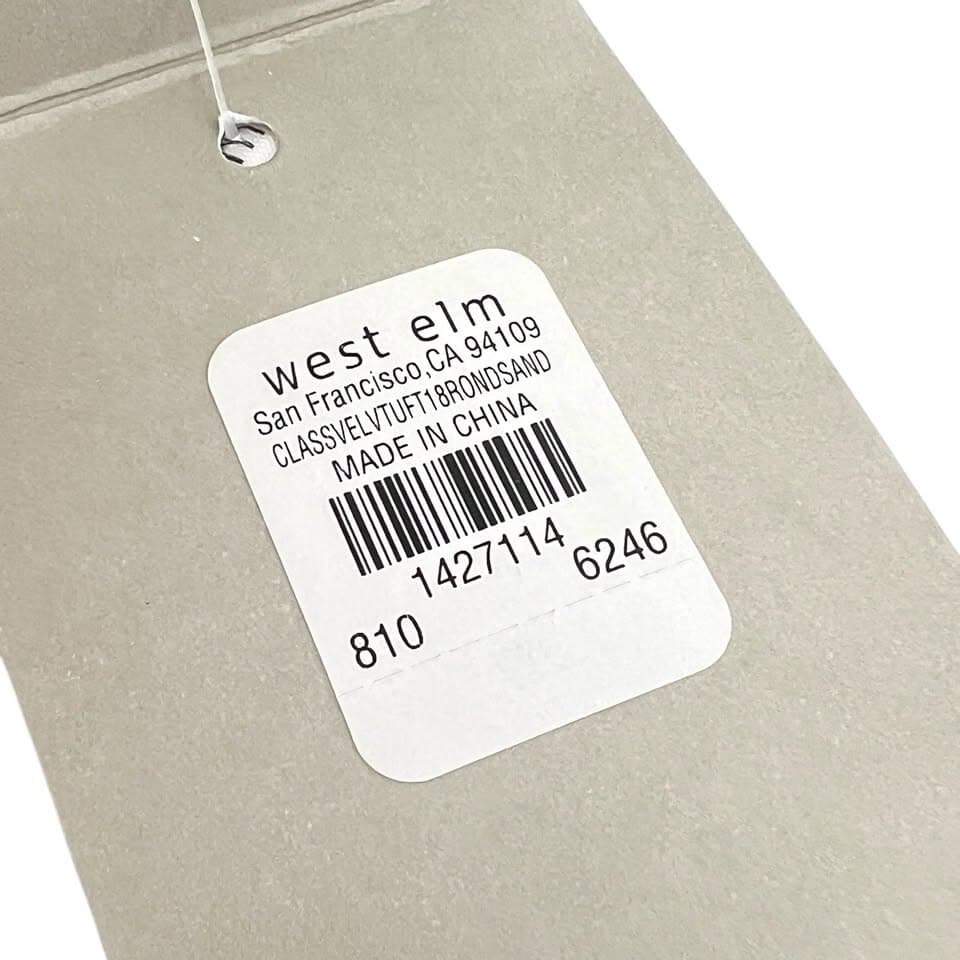 west elm
San Francisco,CA 94109
CLASSVELVTUFT18RONDSAND
MADE IN CHINA
1427114
810 6246